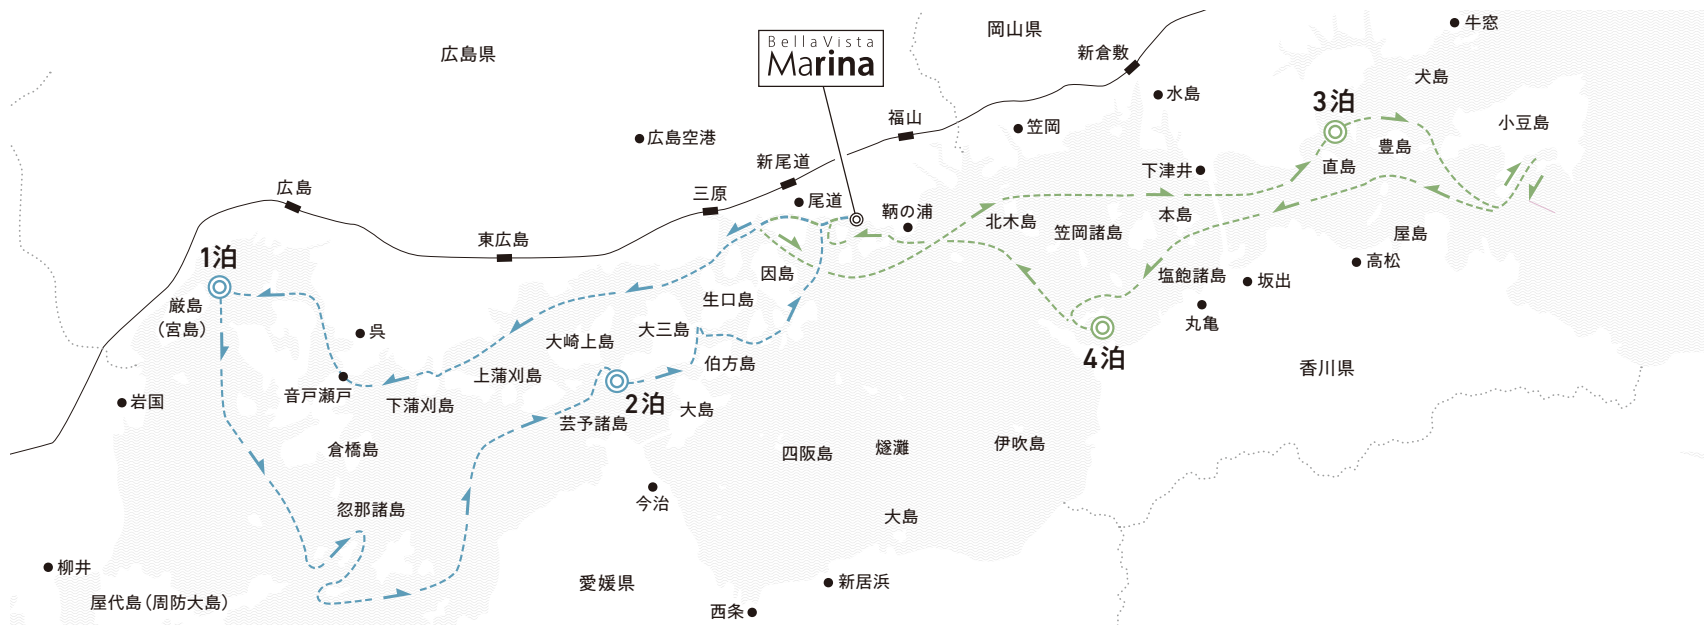 広島県
岡山県
牛窓
BellaVista
Marina
新倉敷
犬島
水島
3泊
小豆島
福山
笠岡
広島空港
豊島
新尾道
下津井
直島
広島
三原
尾道
鞆の浦
北木島
本島
笠岡諸島
屋島
東広島
1泊
因島
塩飽諸島
坂出
高松
厳島
（宮島）
生口島
丸亀
呉
大崎上島
大三島
4泊
伯方島
香川県
上蒲刈島
音戸瀬戸
下蒲刈島
2泊
大島
岩国
芸予諸島
倉橋島
四阪島
燧灘
伊吹島
今治
忽那諸島
大島
柳井
愛媛県
新居浜
屋代島（周防大島）
西条